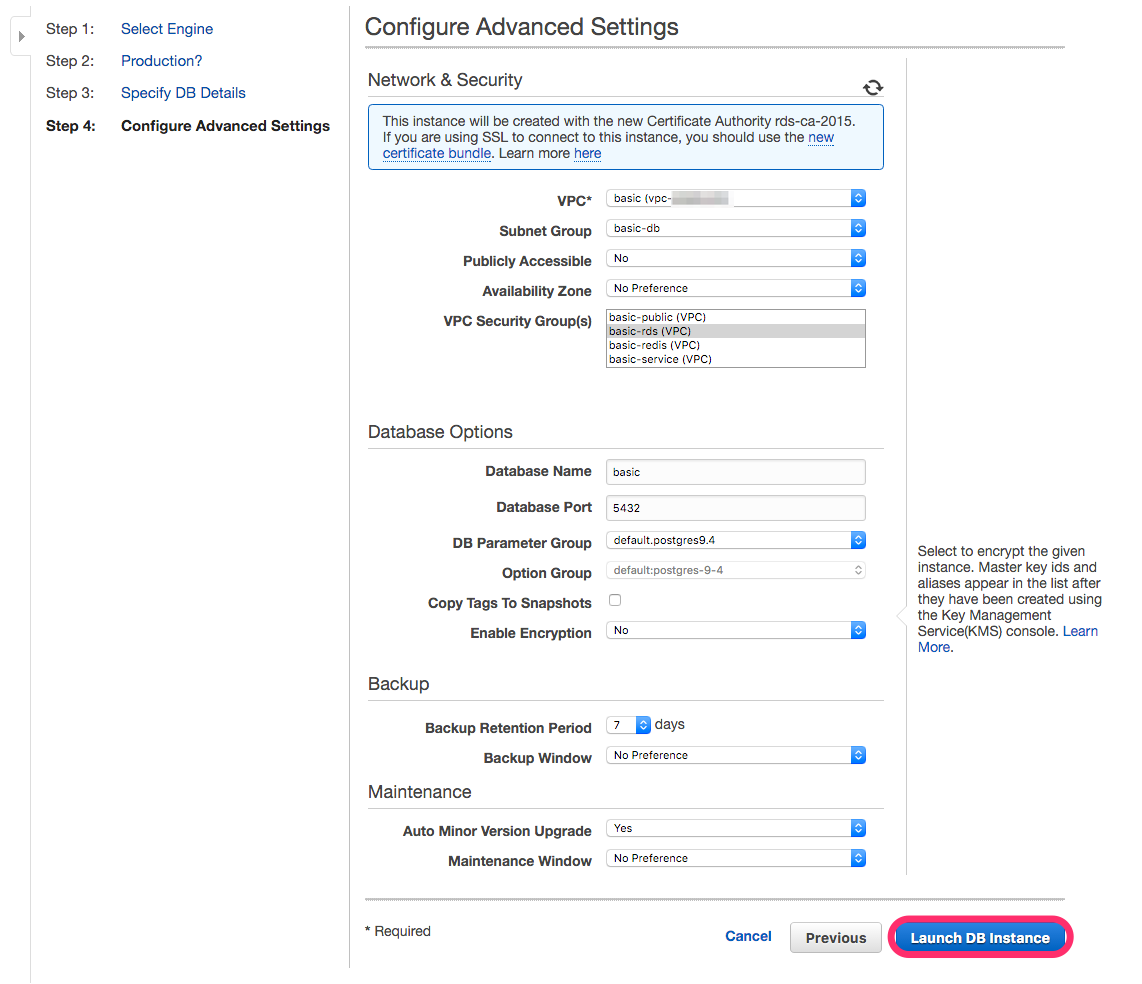 Step 1: Select Engine
Step 2: Production?
Step 3: Specify DB Details
Step 4: Configure Advanced Settings
Configure Advanced Settings
Network & Security
This instance will be created with the new Certificate Authority rds-ca-2015.
If you are using SSL to connect to this instance, you should use the new
certificate bundle. Learn more here
VPC* basic (vpc-
Subnet Group basic-db
Publicly Accessible No
Availability Zone No Preference
VPC Security Group(s) basic-public (VPC)
basic-rds (VPC)
basic-redis (VPC)
basic-service (VPC)
Database Options
Database Name basic
Database Port 5432
DB Parameter Group default.postgres9.4
Option Group default:postgres-9-4
Copy Tags To Snapshots
Enable Encryption No
Select to encrypt the given
instance. Master key ids and
aliases appear in the list after
they have been created using
the Key Management
Service(KMS) console. Learn
More.
Backup
Backup Retention Period 7 days
Backup Window No Preference
Maintenance
Auto Minor Version Upgrade Yes
Maintenance Window No Preference
* Required
Cancel Previous Launch DB Instance